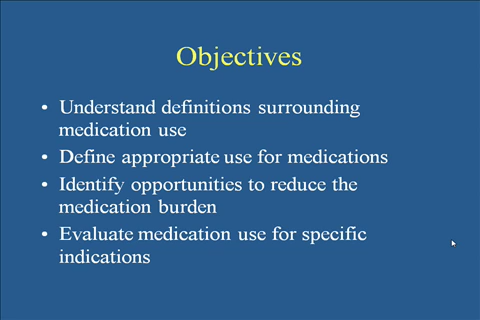 Objectives
• Understand definitions surrounding
medication use
• Define appropriate use for medications
• Identify opportunities to reduce the
medication burden
• Evaluate medication use for specific
indications